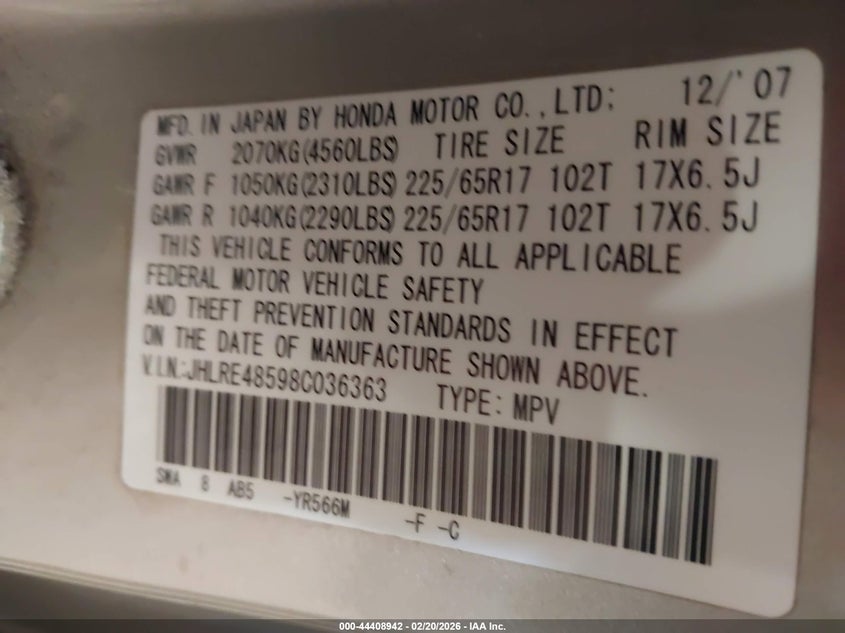 MFD. IN JAPAN BY HONDA MOTOR CO.,LTD: 12/'07
GVWR 2070KG(4560LBS) TIRE SIZE RIM SIZE
GAWR F 1050KG(2310LBS) 225/65R17 102T 17X6.5J
GAWR R 1040KG(2290LBS) 225/65R17 102T 17X6.5J
THIS VEHICLE CONFORMS TO ALL APPLICABLE
FEDERAL MOTOR VEHICLE SAFETY
AND THEFT PREVENTION STANDARDS IN EFFECT
ON THE DATE OF MANUFACTURE SHOWN ABOVE.
V.I.N.:JHLRE48598C036363 TYPE: MPV
SWA 8 AB5 -YR566M -F -C
000-44408942 - 02/20/2026 - IAA Inc.